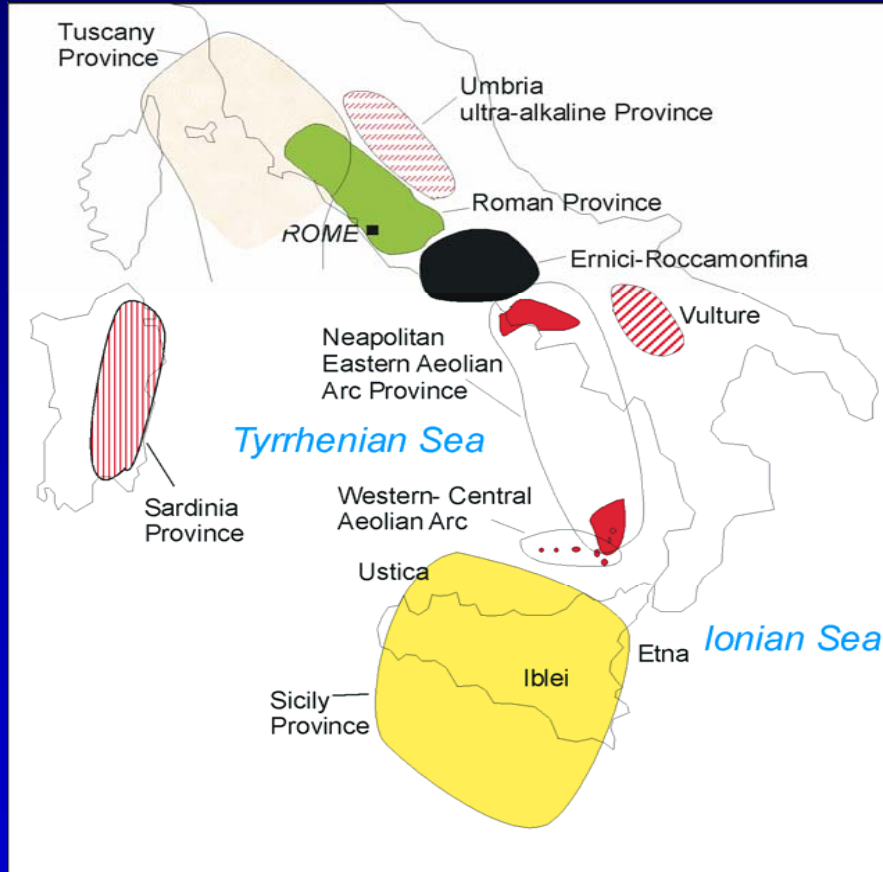 Tuscany
Province
Umbria
ultra-alkaline Province
Roman Province
ROME
Ernici-Roccamonfina
Vulture
Neapolitan
Eastern Aeolian
Arc Province
Tyrrhenian Sea
Western- Central
Aeolian Arc
Sardinia
Province
Ustica
Ionian Sea
Etna
Iblei
Sicily
Province